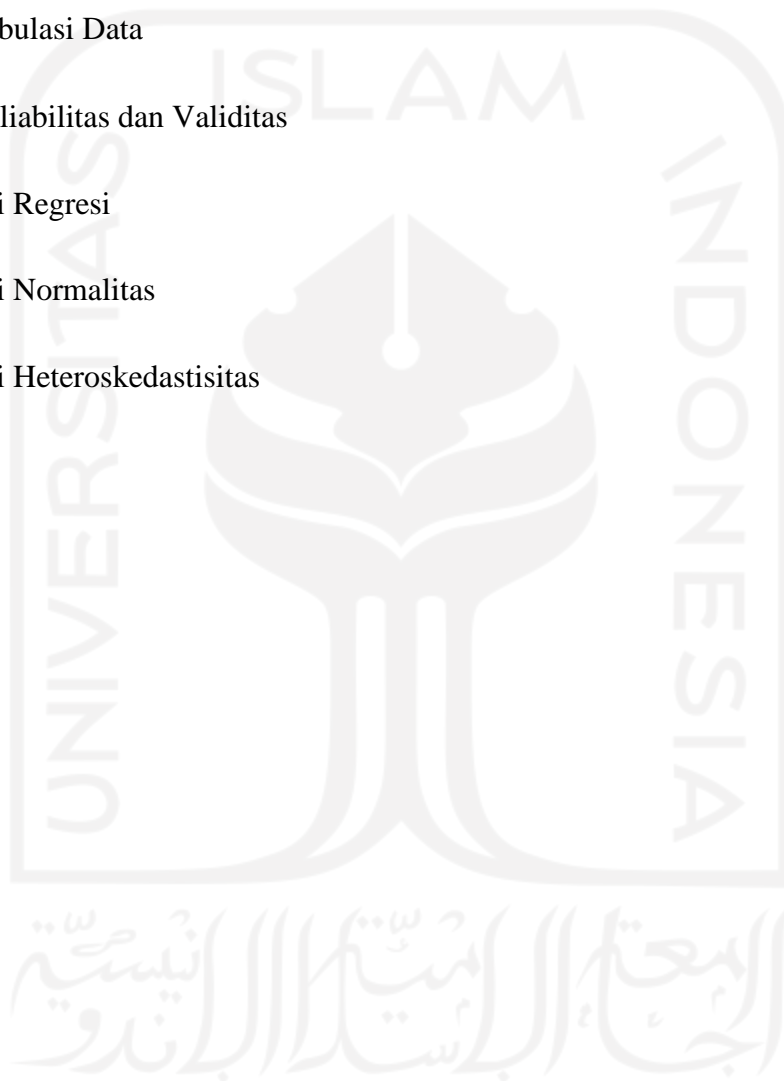 bulasi Data
ISLAM
liabilitas dan Validitas
i Regresi
i Normalitas
i Heteroskedastisitas
UNIVERSITAS
INDONESIA